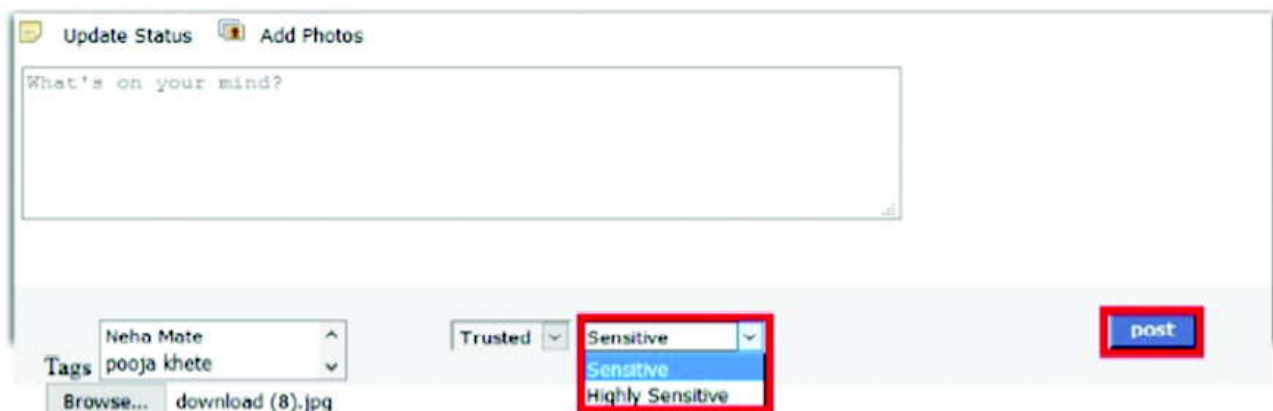 Update Status Add Photos
What's on your mind?
Neha Mate
Tags pooja khete
Trusted Sensitive
Sensitive
Highly Sensitive
post
Browse... download (8).jpg